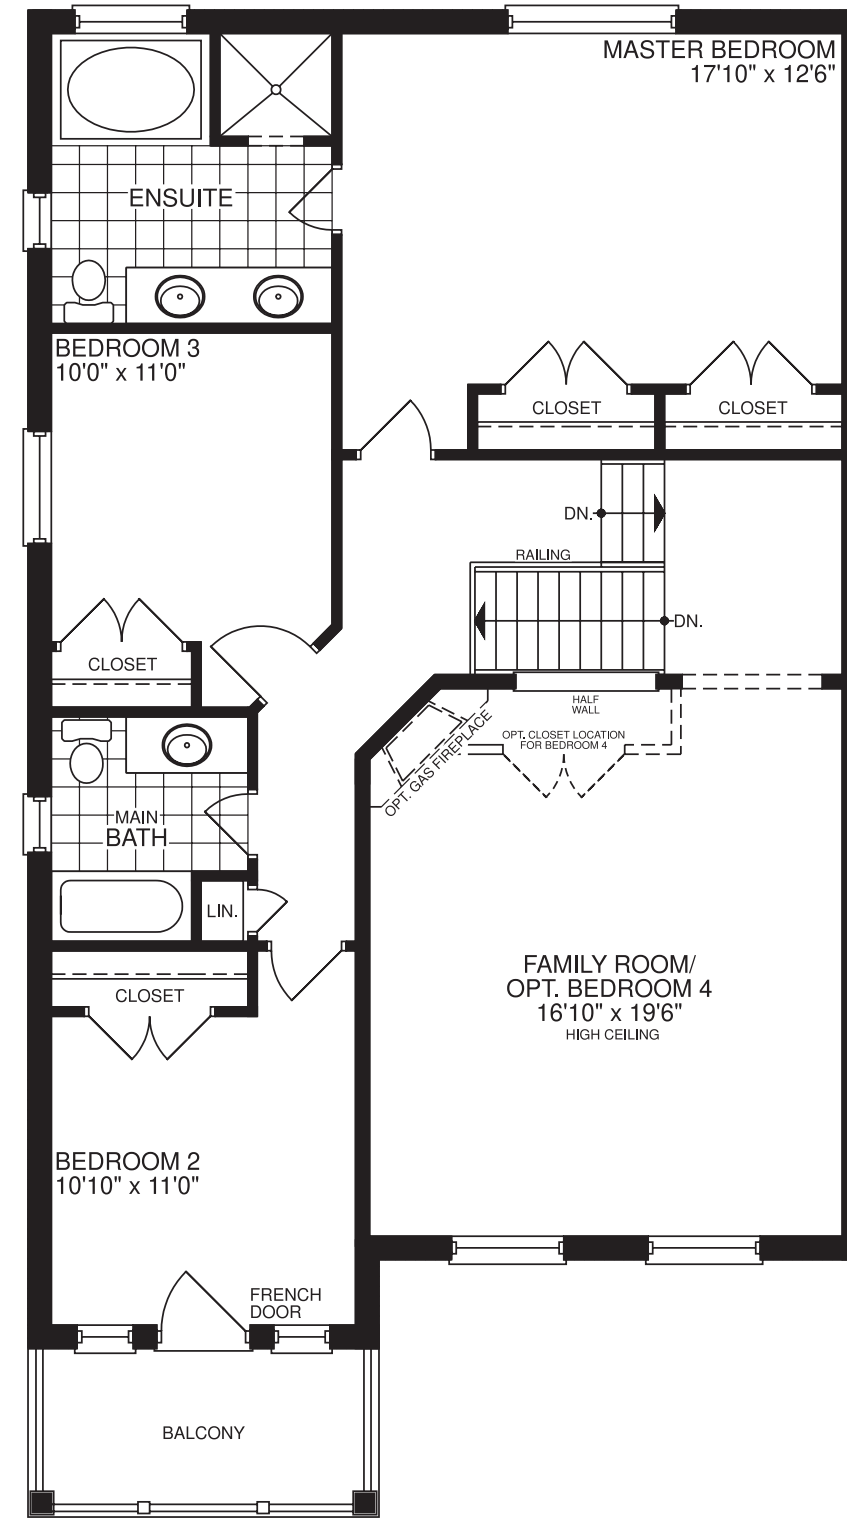 MASTER BEDROOM
17'10" x 12'6"
ENSUITE
BEDROOM 3
10'0" x 11'0"
CLOSET
CLOSET
DN.
RAILING
DN.
CLOSET
HALF
WALL
OPT. CLOSET LOCATION
FOR BEDROOM 4
OPT. GAS FIREPLACE
MAIN
BATH
LIN.
FAMILY ROOM/
OPT. BEDROOM 4
16'10" x 19'6"
HIGH CEILING
CLOSET
BEDROOM 2
10'10" x 11'0"
FRENCH
DOOR
BALCONY